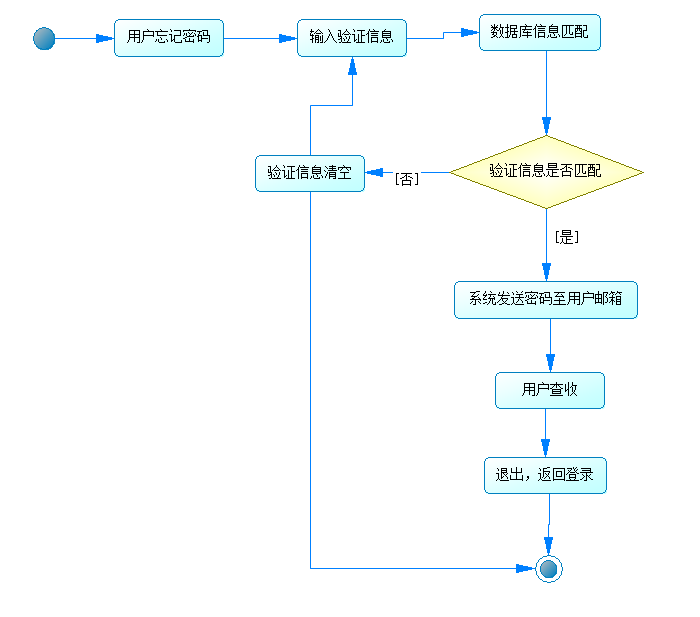 用户忘记密码
输入验证信息
数据库信息匹配
验证信息清空
[否]
验证信息是否匹配
[是]
系统发送密码至用户邮箱
用户查收
退出，返回登录